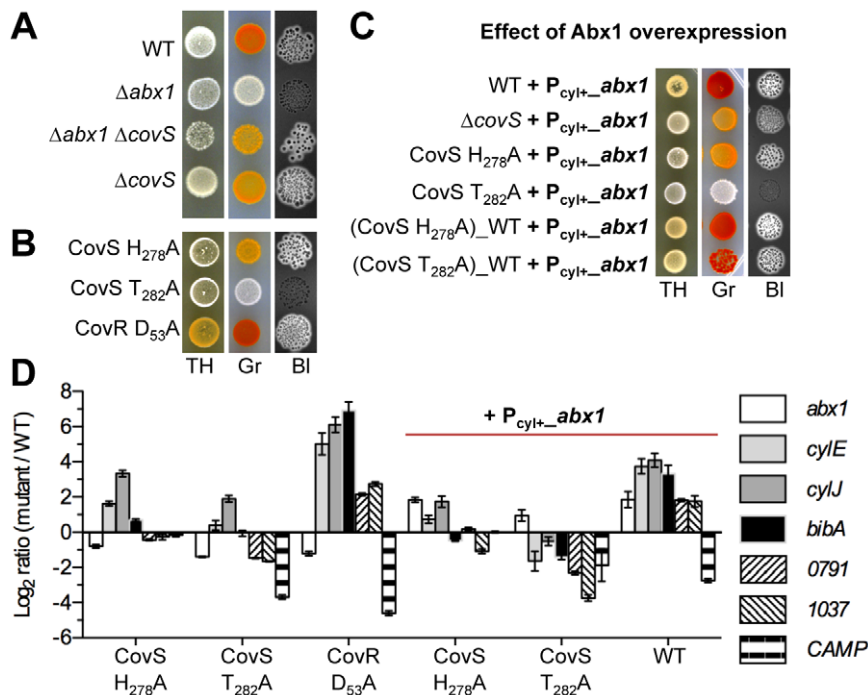 A
WT
Δabx1
Δabx1 ΔcovS
ΔcovS
B
CovS H278A
CovS T282A
CovR D53A
TH Gr Bl
C
Effect of Abx1 overexpression
WT + Pcyl+_abx1
ΔcovS + Pcyl+_abx1
CovS H278A + Pcyl+_abx1
CovS T282A + Pcyl+_abx1
(CovS H278A)_WT + Pcyl+_abx1
(CovS T282A)_WT + Pcyl+_abx1
TH Gr Bl
D
Log2 ratio (mutant / WT)
8
6
4
2
0
-2
-4
-6
+ Pcyl+_abx1
CovS H278A
CovS T282A
CovR D53A
CovS H278A
CovS T282A
WT
abx1
cylE
cylJ
bibA
0791
1037
CAMP